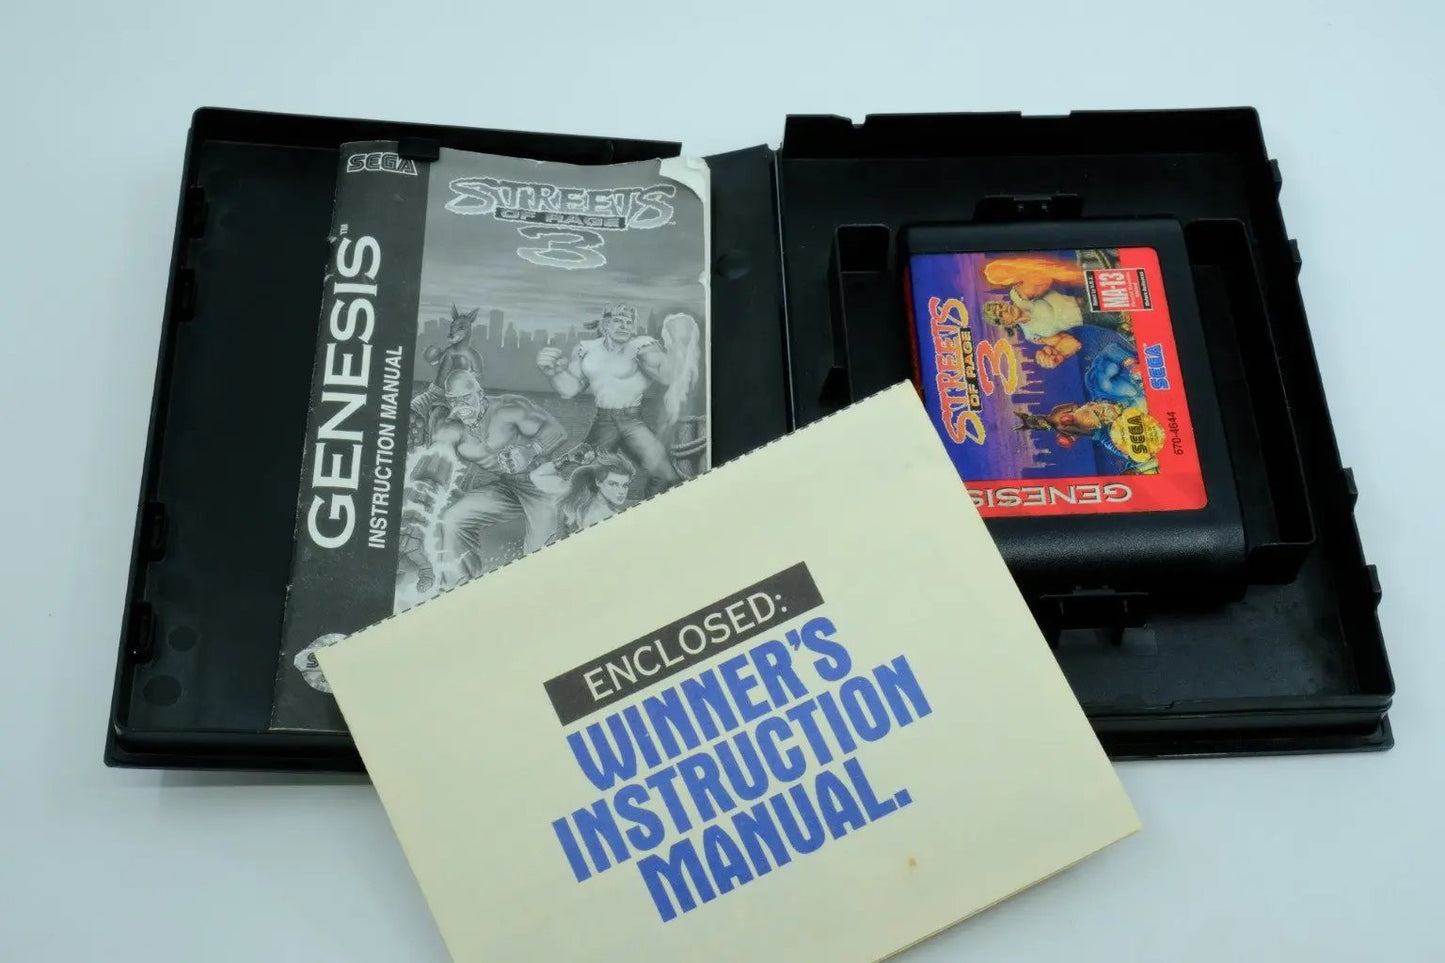 SEGA
GENESIS™
INSTRUCTION MANUAL
STREETS
OF RAGE
3
STREETS
OF RAGE
3
MA-13
SEGA
SEGA
670-4644
GENESIS
ENCLOSED:
WINNER'S
INSTRUCTION
MANUAL.